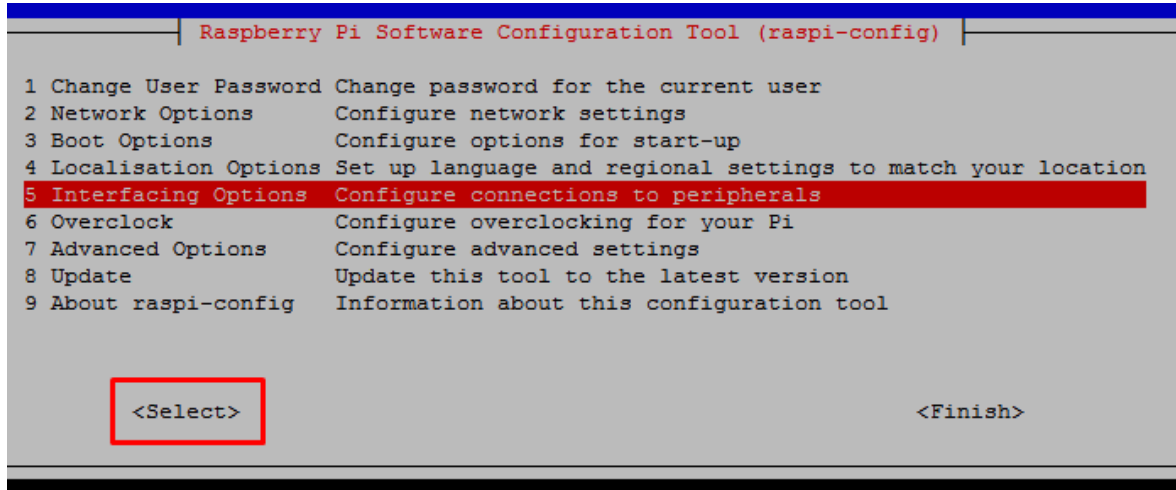 Raspberry Pi Software Configuration Tool (raspi-config)
1 Change User Password Change password for the current user
2 Network Options Configure network settings
3 Boot Options Configure options for start-up
4 Localisation Options Set up language and regional settings to match your location
5 Interfacing Options Configure connections to peripherals
6 Overclock Configure overclocking for your Pi
7 Advanced Options Configure advanced settings
8 Update Update this tool to the latest version
9 About raspi-config Information about this configuration tool
<Select> <Finish>